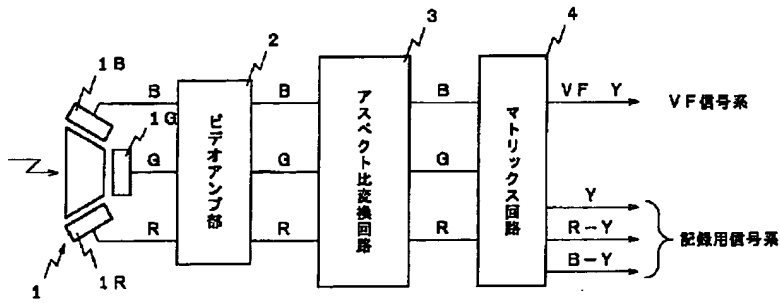 1B
2
3
4
B
B
B
VF Y
VF信号系
1G
G
G
G
R
R
R
Y
R-Y
B-Y
記録用信号系
1
1R
ビデオアンプ部
アスペクト比変換回路
マトリックス回路